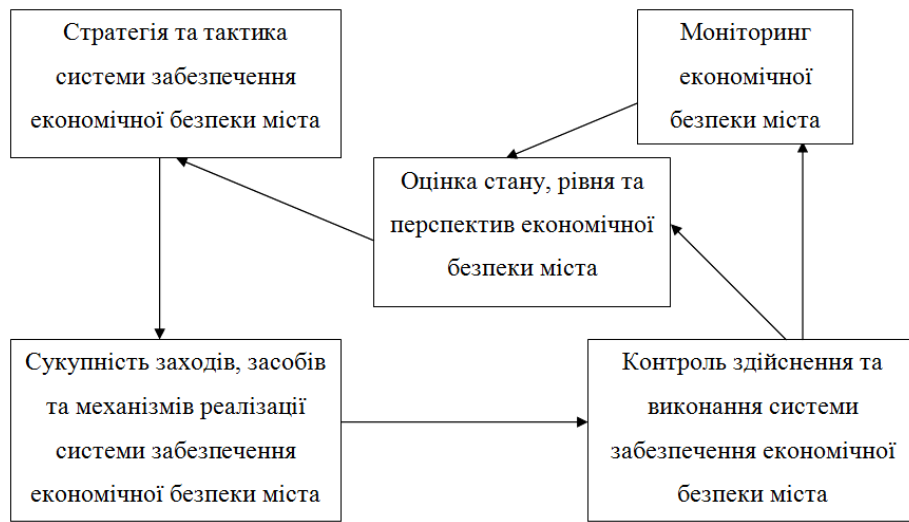 Стратегія та тактика
системи забезпечення
економічної безпеки міста
Моніторинг
економічної
безпеки міста
Оцінка стану, рівня та
перспектив економічної
безпеки міста
Сукупність заходів, засобів
та механізмів реалізації
системи забезпечення
економічної безпеки міста
Контроль здійснення та
виконання системи
забезпечення економічної
безпеки міста